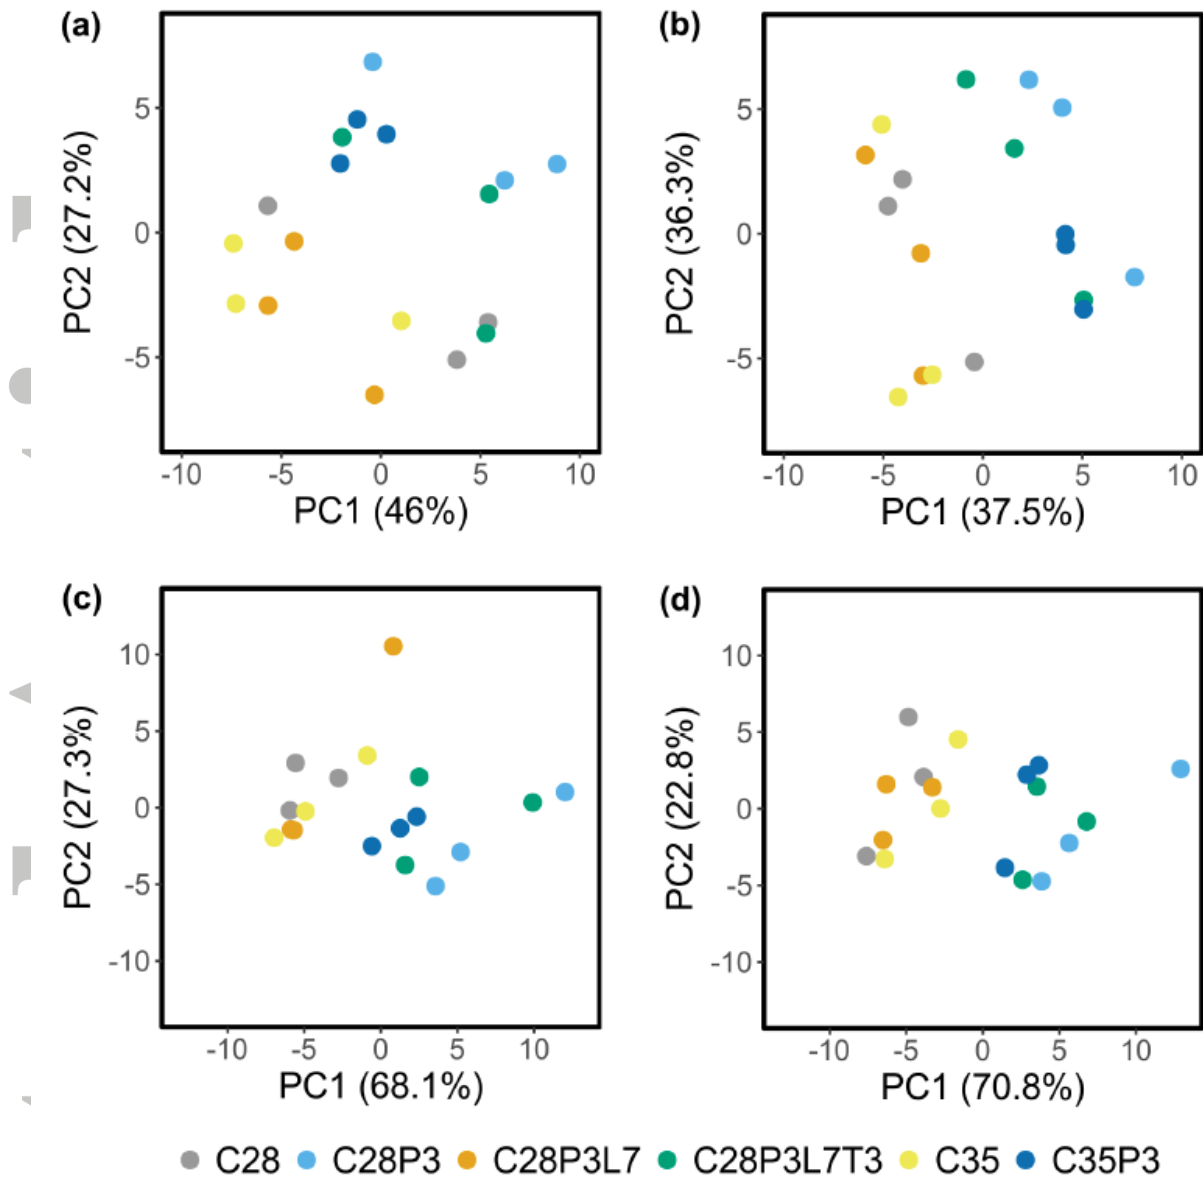 (a)
5
0
-5
PC2 (27.2%)
-10 -5 0 5 10
PC1 (46%)
(b)
5
0
-5
PC2 (36.3%)
-10 -5 0 5 10
PC1 (37.5%)
(c)
10
5
0
-5
-10
PC2 (27.3%)
-10 -5 0 5 10
PC1 (68.1%)
(d)
10
5
0
-5
-10
PC2 (22.8%)
-10 -5 0 5 10
PC1 (70.8%)
C28 C28P3 C28P3L7 C28P3L7T3 C35 C35P3